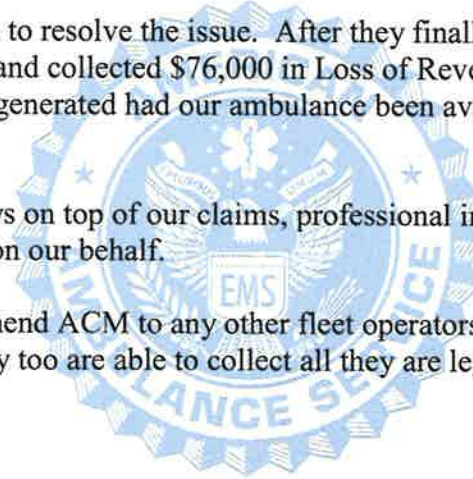 to resolve the issue. After they finall
and collected $76,000 in Loss of Reve
generated had our ambulance been av
s on top of our claims, professional i
on our behalf.
end ACM to any other fleet operators
y too are able to collect all they are le
AMERICAN
EMS
AMBULANCE SERVICE